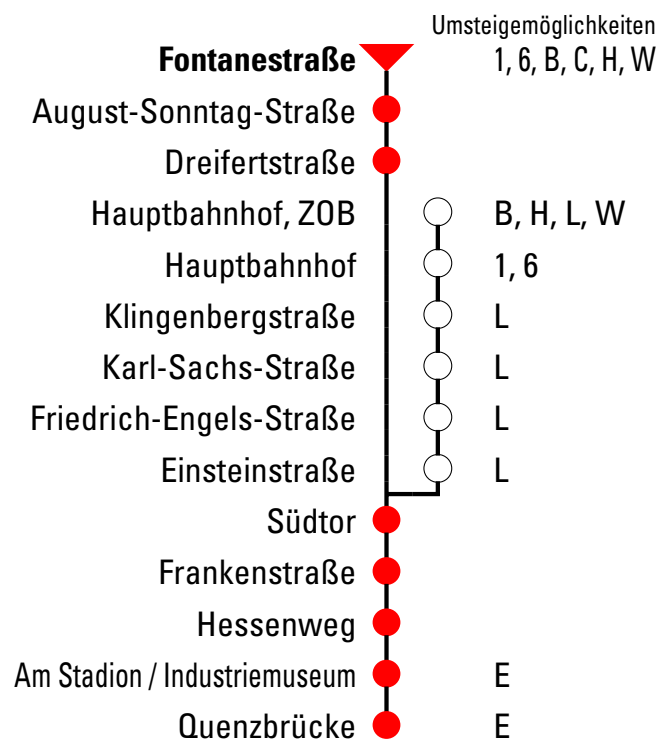 Umsteigemöglichkeiten
Fontanestraße 1, 6, B, C, H, W
August-Sonntag-Straße
Dreifertstraße
Hauptbahnhof, ZOB B, H, L, W
Hauptbahnhof 1, 6
Klingenbergstraße L
Karl-Sachs-Straße L
Friedrich-Engels-Straße L
Einsteinstraße L
Südtor
Frankenstraße
Hessenweg
Am Stadion / Industriemuseum E
Quenzbrücke E